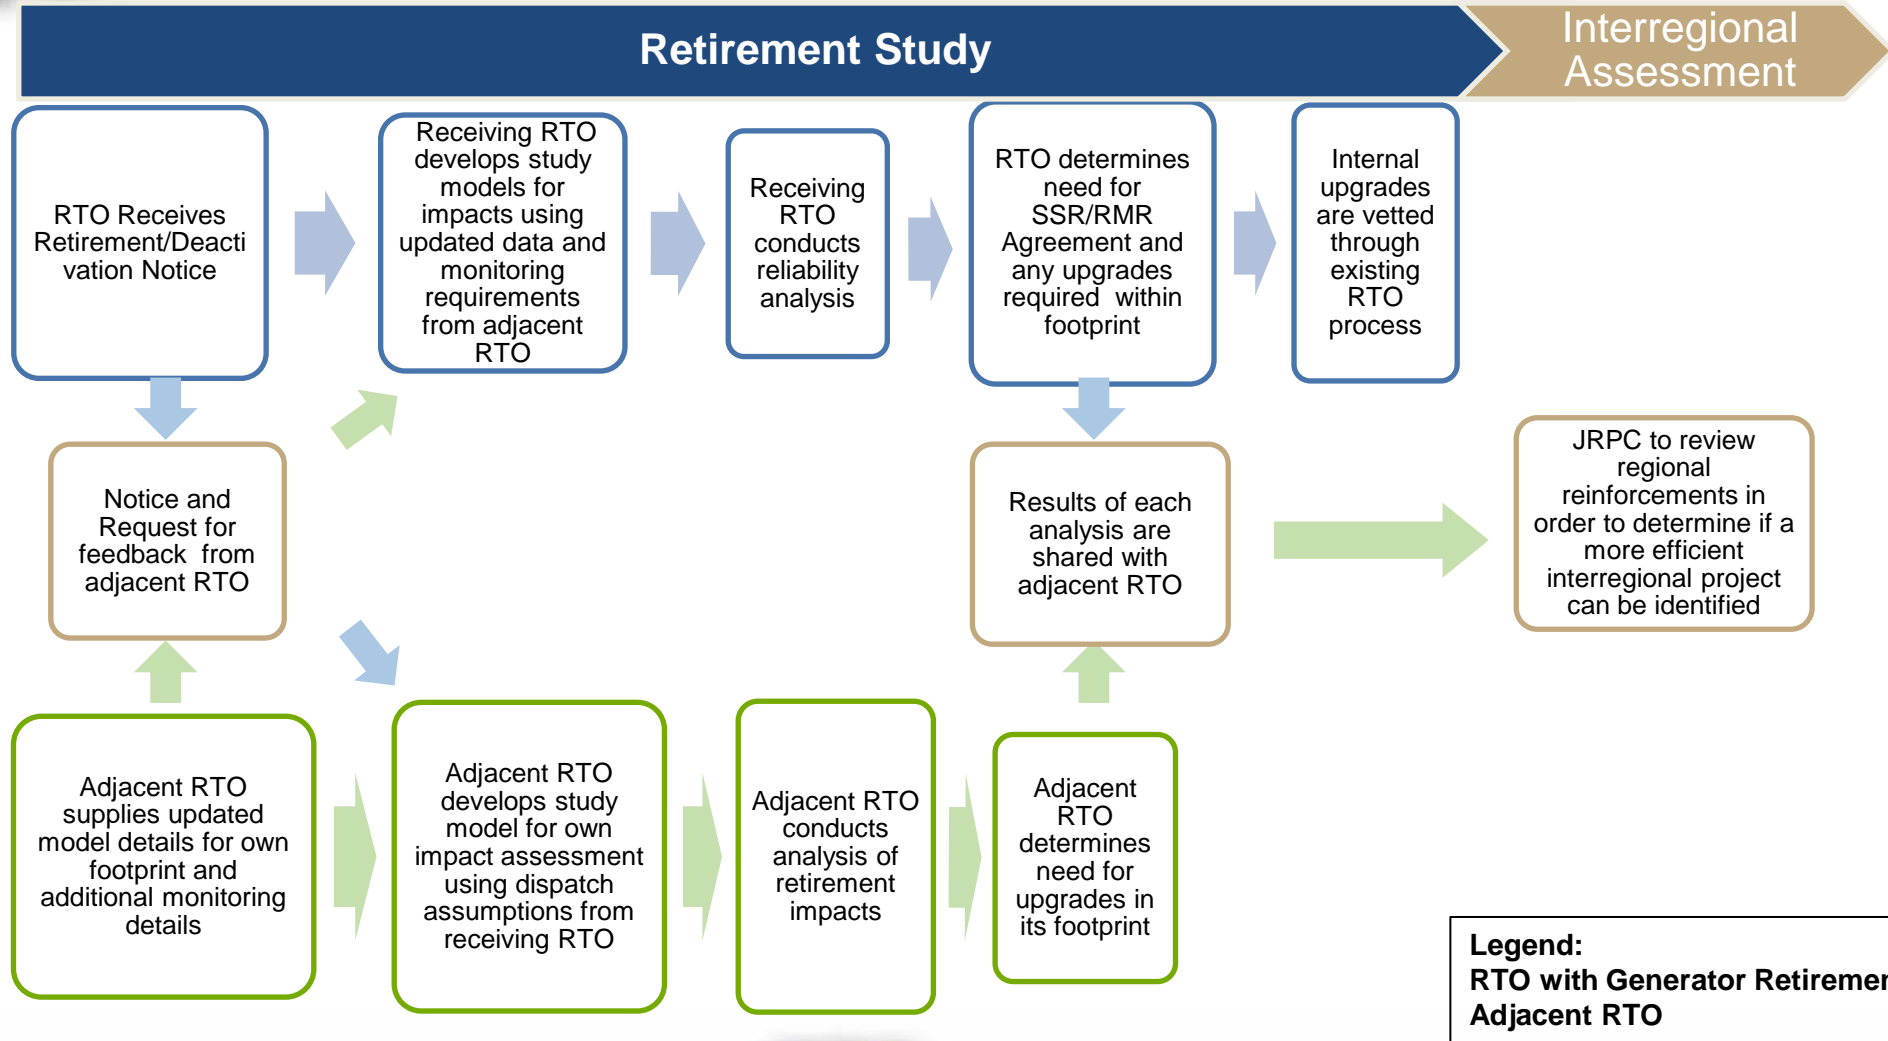 Retirement Study
Interregional
Assessment
RTO Receives
Retirement/Deacti
vation Notice
Receiving RTO
develops study
models for
impacts using
updated data and
monitoring
requirements
from adjacent
RTO
Receiving
RTO
conducts
reliability
analysis
RTO determines
need for
SSR/RMR
Agreement and
any upgrades
required within
footprint
Internal
upgrades
are vetted
through
existing
RTO
process
Notice and
Request for
feedback from
adjacent RTO
Results of each
analysis are
shared with
adjacent RTO
JRPC to review
regional
reinforcements in
order to determine if a
more efficient
interregional project
can be identified
Adjacent RTO
supplies updated
model details for own
footprint and
additional monitoring
details
Adjacent RTO
develops study
model for own
impact assessment
using dispatch
assumptions from
receiving RTO
Adjacent RTO
conducts
analysis of
retirement
impacts
Adjacent
RTO
determines
need for
upgrades in
its footprint
Legend:
RTO with Generator Retiremen
Adjacent RTO